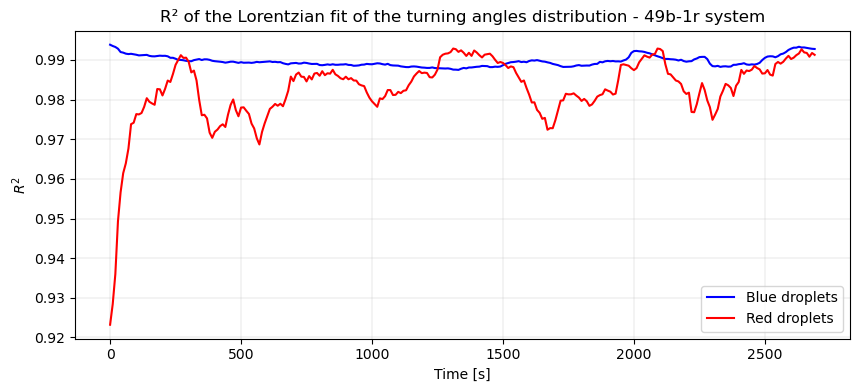 R² of the Lorentzian fit of the turning angles distribution - 49b-1r system
R²
0.99
0.98
0.97
0.96
0.95
0.94
0.93
0.92
0
500
1000
1500
2000
2500
Time [s]
Blue droplets
Red droplets